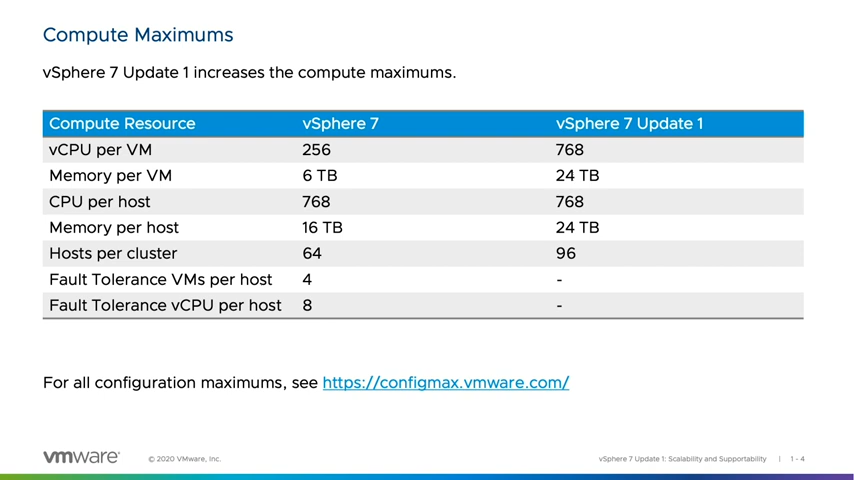 Compute Maximums
vSphere 7 Update 1 increases the compute maximums.
Compute Resource vSphere 7 vSphere 7 Update 1
vCPU per VM 256 768
Memory per VM 6 TB 24 TB
CPU per host 768 768
Memory per host 16 TB 24 TB
Hosts per cluster 64 96
Fault Tolerance VMs per host 4 -
Fault Tolerance vCPU per host 8 -
For all configuration maximums, see https://configmax.vmware.com/
vmware © 2020 VMware, Inc. vSphere 7 Update 1: Scalability and Supportability | 1 - 4